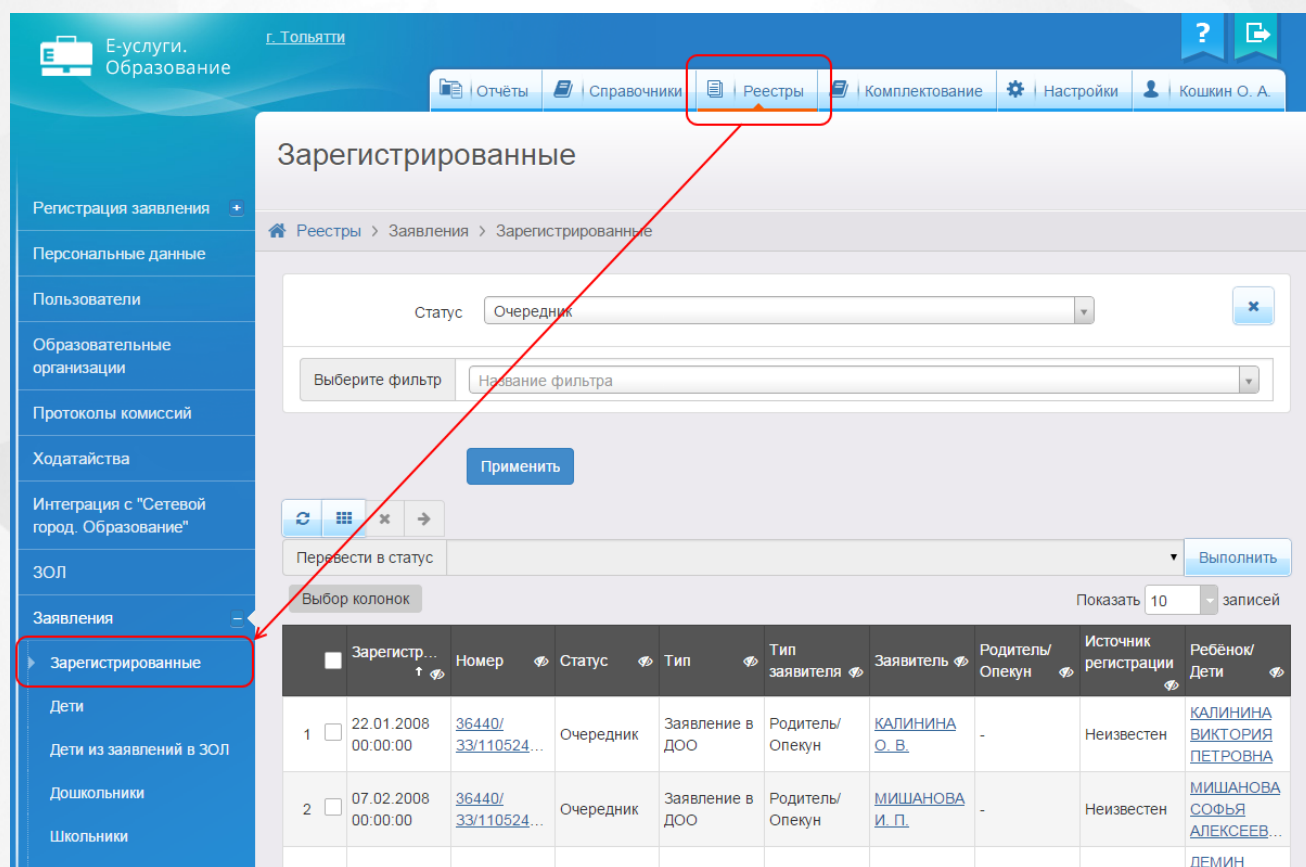 Е-услуги.
Образование
г. Тольятти
?
Отчёты
Справочники
Реестры
Комплектование
Настройки
Кошкин О. А.
Зарегистрированные
Реестры > Заявления > Зарегистрированные
Регистрация заявления +
Персональные данные
Пользователи
Образовательные
организации
Протоколы комиссий
Ходатайства
Интеграция с "Сетевой
город. Образование"
ЗОЛ
Заявления
Зарегистрированные
Дети
Дети из заявлений в ЗОЛ
Дошкольники
Школьники
Статус Очередник
Выберите фильтр Название фильтра
Применить
Перевести в статус Выполнить
Выбор колонок Показать 10 записей
Зарегистр...
Номер
Статус
Тип
Тип
заявителя
Заявитель
Родитель/
Опекун
Источник
регистрации
Ребёнок/
Дети
1
22.01.2008
00:00:00
36440/
33/110524...
Очередник
Заявление в
ДОО
Родитель/
Опекун
КАЛИНИНА
О. В.
-
Неизвестен
КАЛИНИНА
ВИКТОРИЯ
ПЕТРОВНА
2
07.02.2008
00:00:00
36440/
33/110524...
Очередник
Заявление в
ДОО
Родитель/
Опекун
МИШАНОВА
И. П.
-
Неизвестен
МИШАНОВА
СОФЬЯ
АЛЕКСЕЕВ...
ДЕМИН